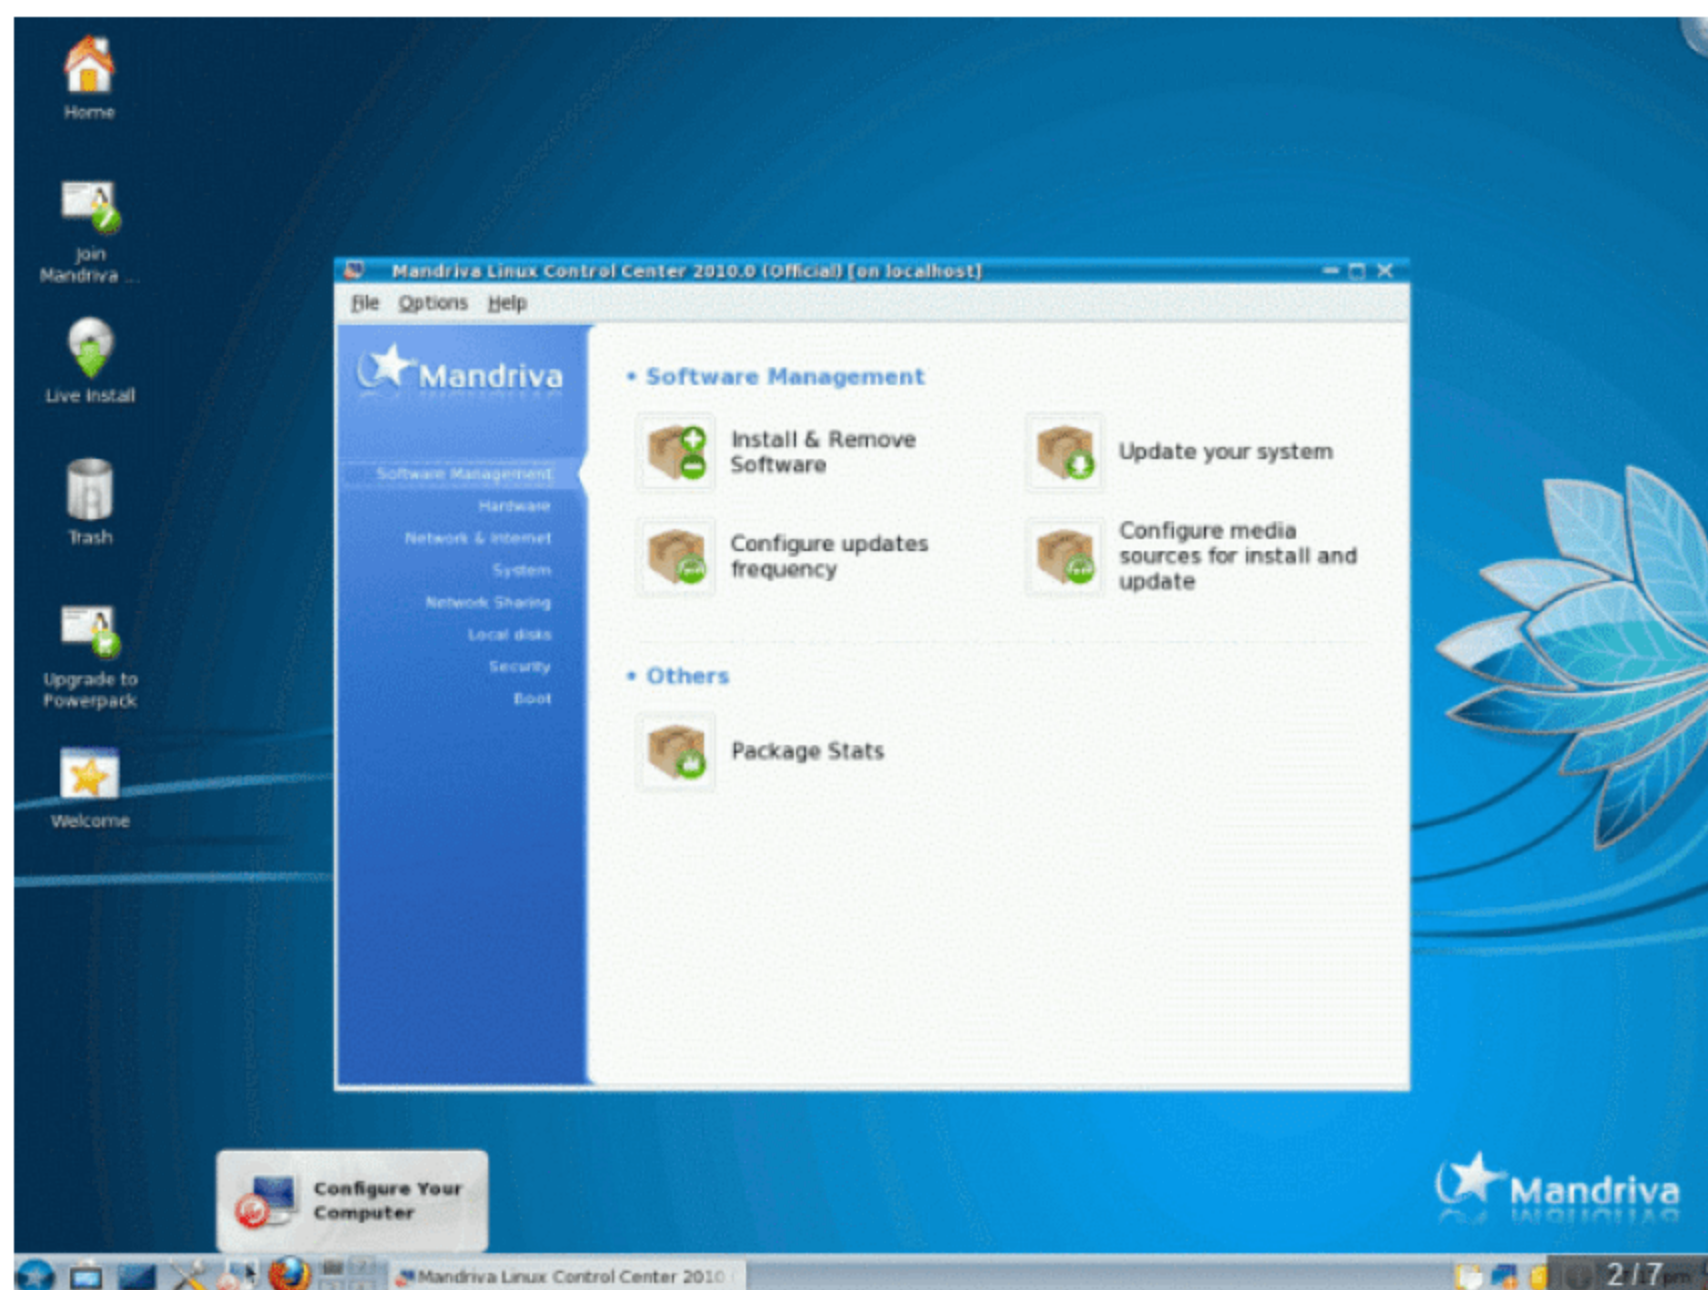 Home
Join
Mandriva ...
Live Install
Trash
Upgrade to
Powerpack
Welcome
Mandriva Linux Control Center 2010.0 (Official) [on localhost]
File Options Help
Mandriva
Software Management
Hardware
Network & Internet
System
Network Sharing
Local disks
Security
Boot
• Software Management
Install & Remove
Software
Update your system
Configure updates
frequency
Configure media
sources for install and
update
• Others
Package Stats
Configure Your
Computer
Mandriva
Mandriva Linux Control Center 2010
2/7
pm